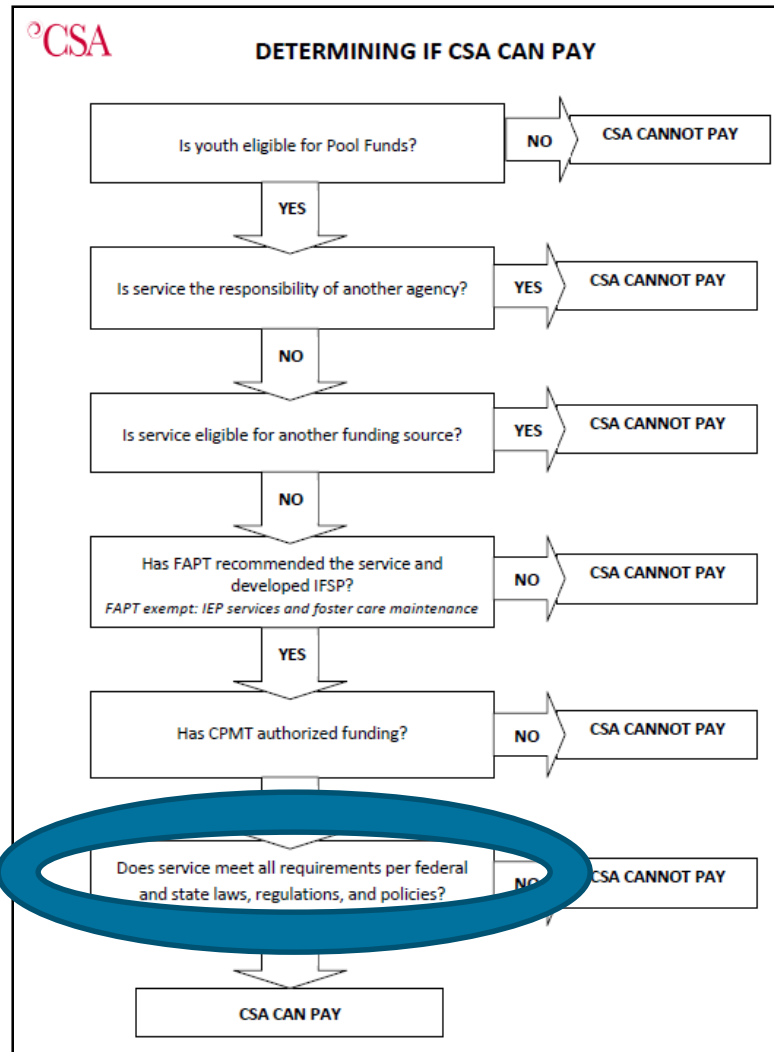 CSA
DETERMINING IF CSA CAN PAY
Is youth eligible for Pool Funds?
NO
CSA CANNOT PAY
YES
Is service the responsibility of another agency?
YES
CSA CANNOT PAY
NO
Is service eligible for another funding source?
YES
CSA CANNOT PAY
NO
Has FAPT recommended the service and
developed IFSP?
FAPT exempt: IEP services and foster care maintenance
NO
CSA CANNOT PAY
YES
Has CPMT authorized funding?
NO
CSA CANNOT PAY
Does service meet all requirements per federal
and state laws, regulations, and policies?
NO
CSA CANNOT PAY
CSA CAN PAY